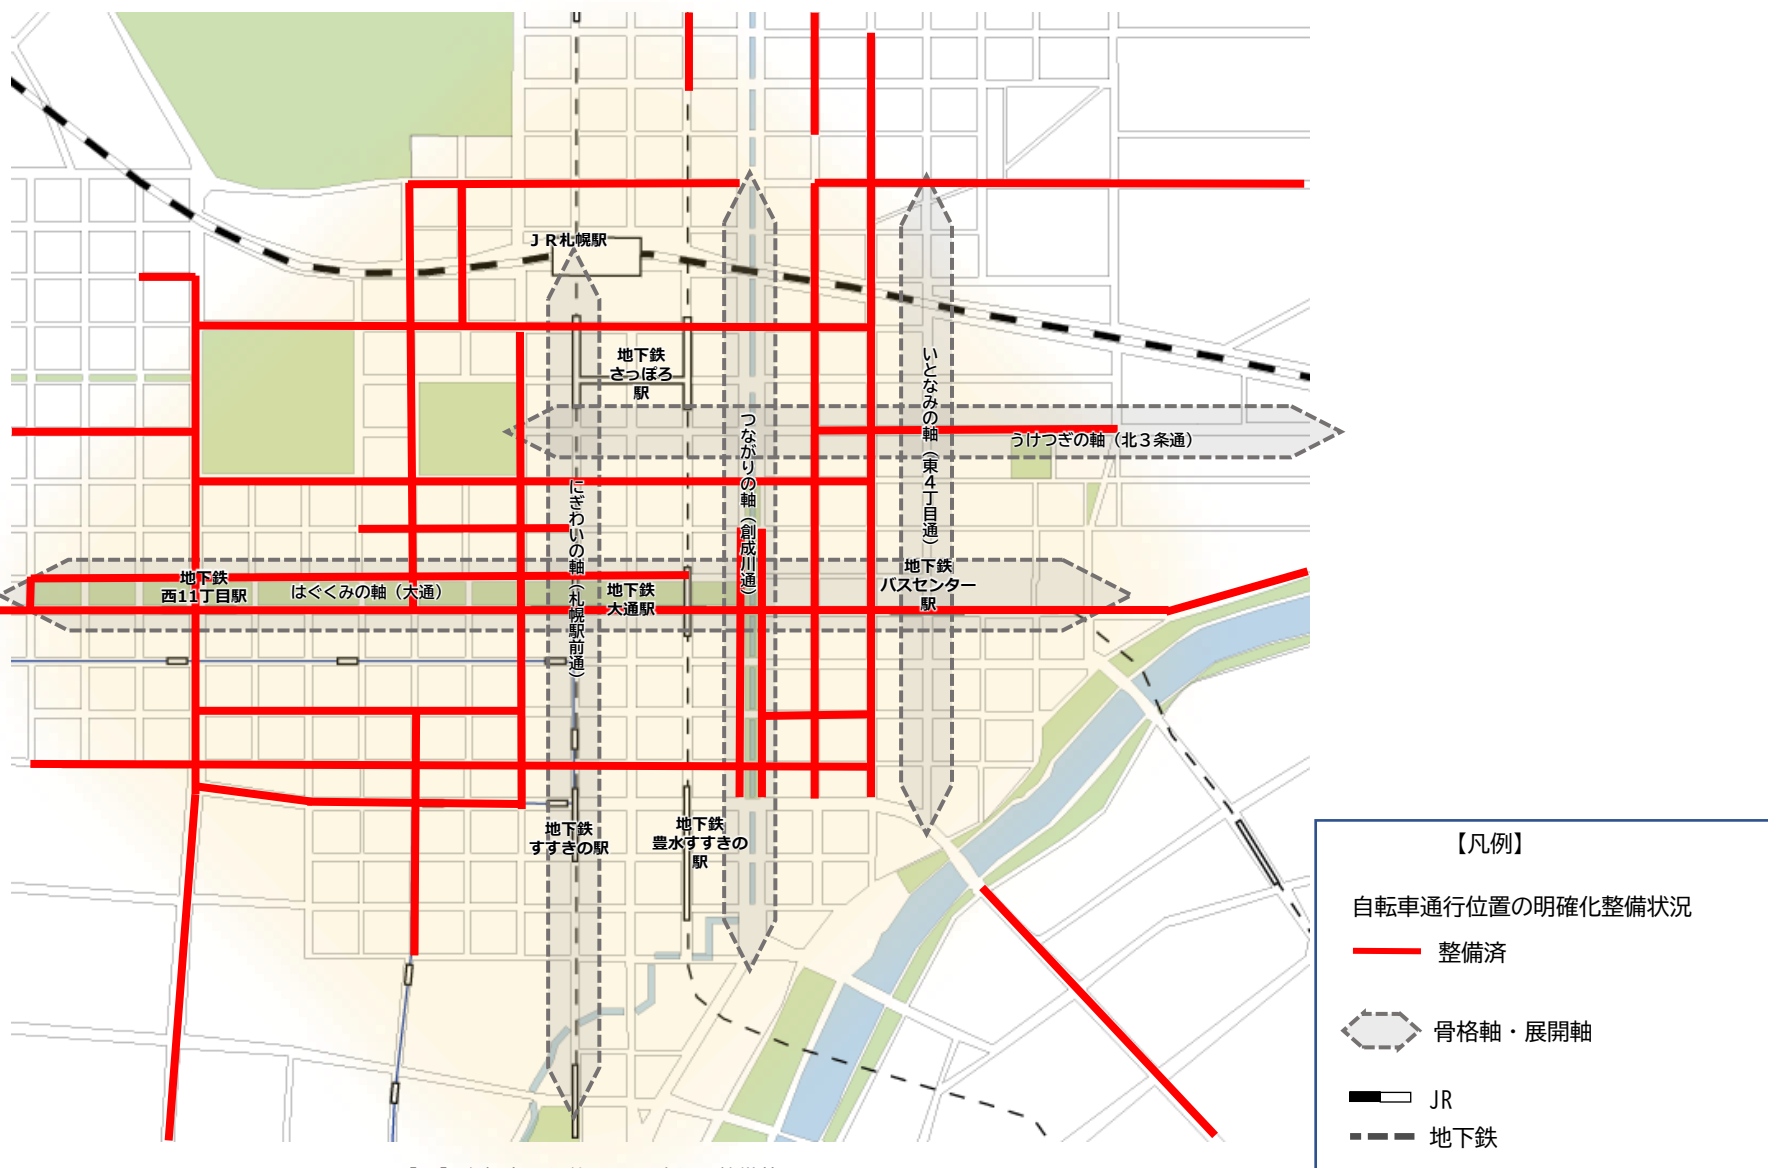 ＪＲ札幌駅
地下鉄
さっぽろ
駅
いとなみの軸（東４丁目通）
つながりの軸（創成川通）
うけつぎの軸（北３条通）
にぎわいの軸（札幌駅前通）
地下鉄
西11丁目駅
はぐくみの軸（大通）
地下鉄
大通駅
地下鉄
バスセンター
駅
地下鉄
すすきの駅
地下鉄
豊水すすきの
駅
【凡例】
自転車通行位置の明確化整備状況
整備済
骨格軸・展開軸
JR
地下鉄